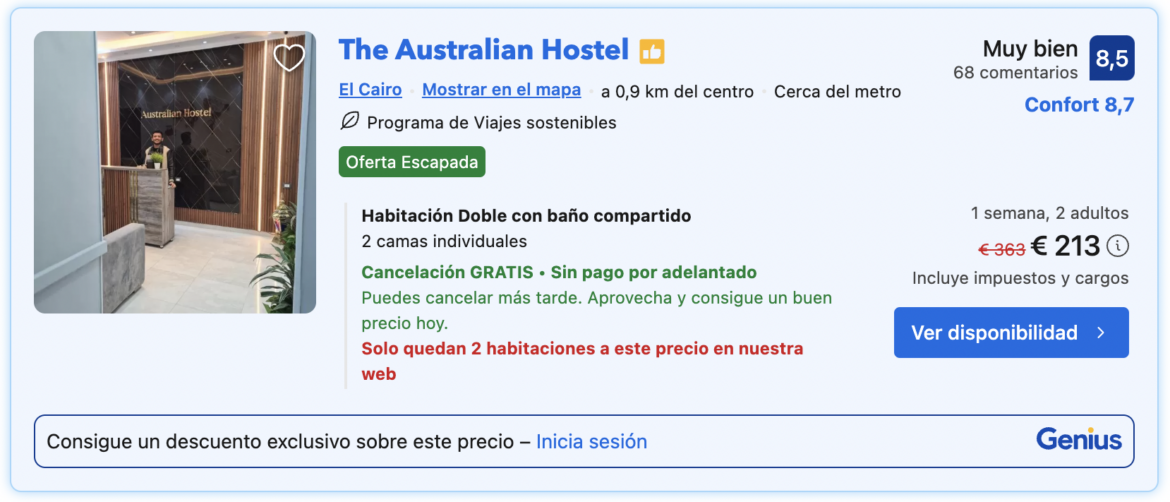 Australian Hostel
The Australian Hostel
El Cairo Mostrar en el mapa a 0,9 km del centro Cerca del metro
Programa de Viajes sostenibles
Oferta Escapada
Muy bien 8,5
68 comentarios
Confort 8,7
Habitación Doble con baño compartido
2 camas individuales
Cancelación GRATIS • Sin pago por adelantado
Puedes cancelar más tarde. Aprovecha y consigue un buen
precio hoy.
Solo quedan 2 habitaciones a este precio en nuestra
web
1 semana, 2 adultos
€ 363 € 213
Incluye impuestos y cargos
Ver disponibilidad
Consigue un descuento exclusivo sobre este precio – Inicia sesión
Genius